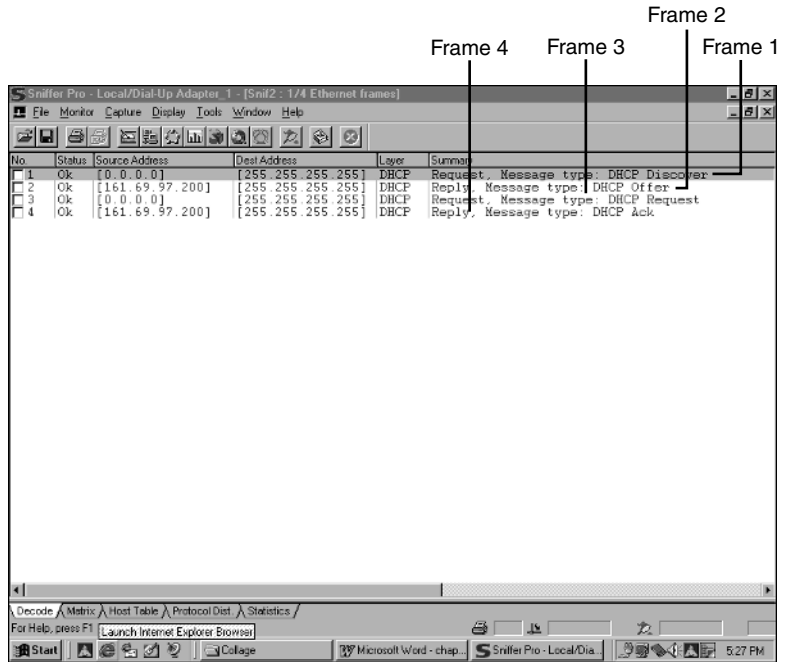 Frame 2
Frame 4 Frame 3 Frame 1
Sniffer Pro - Local/Dial-Up Adapter_1 - [Snif2 : 1/4 Ethernet frames]
File Monitor Capture Display Tools Window Help
No. Status Source Address Dest Address Layer Summary
1 Ok [0.0.0.0] [255.255.255.255] DHCP Request, Message type: DHCP Discover
2 Ok [161.69.97.200] [255.255.255.255] DHCP Reply, Message type: DHCP Offer
3 Ok [0.0.0.0] [255.255.255.255] DHCP Request, Message type: DHCP Request
4 Ok [161.69.97.200] [255.255.255.255] DHCP Reply, Message type: DHCP Ack
Decode Matrix Host Table Protocol Dist. Statistics
For Help, press F1
Launch Internet Explorer Browser
Start Collage Microsoft Word - chap... Sniffer Pro - Local/Dia... 5:27 PM